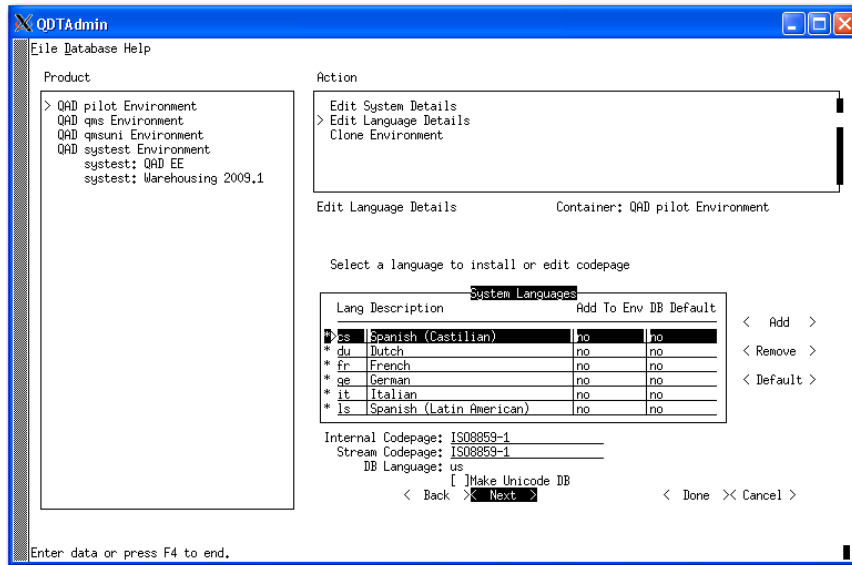 QDTAdmin
File Database Help
Product
> QAD pilot Environment
QAD qms Environment
QAD qmsuni Environment
QAD systest Environment
systest: QAD EE
systest: Warehousing 2009.1
Action
Edit System Details
> Edit Language Details
Clone Environment
Edit Language Details Container: QAD pilot Environment
Select a language to install or edit codepage
System Languages
Lang Description Add To Env DB Default
*>cs Spanish (Castilian) no no
* du Dutch no no
* fr French no no
* ge German no no
* it Italian no no
* ls Spanish (Latin American) no no
< Add >
< Remove >
< Default >
Internal Codepage: ISO8859-1
Stream Codepage: ISO8859-1
DB Language: us
[ ]Make Unicode DB
< Back >< Next > < Done >< Cancel >
Enter data or press F4 to end.